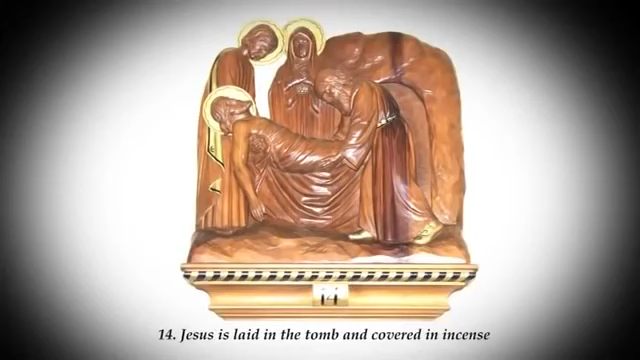 14
14. Jesus is laid in the tomb and covered in incense